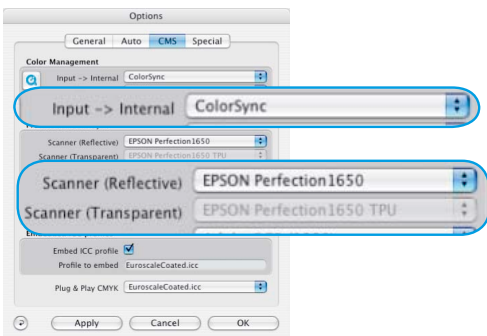 Options
General Auto CMS Special
Color Management
Input -> Internal ColorSync
Input -> Internal ColorSync
Scanner (Reflective) EPSON Perfection1650
Scanner (Transparent) EPSON Perfection1650 TPU
Scanner (Reflective) EPSON Perfection1650
Scanner (Transparent) EPSON Perfection1650 TPU
Embed ICC profile
Profile to embed EuroscaleCoated.icc
Plug & Play CMYK EuroscaleCoated.icc
Apply Cancel OK